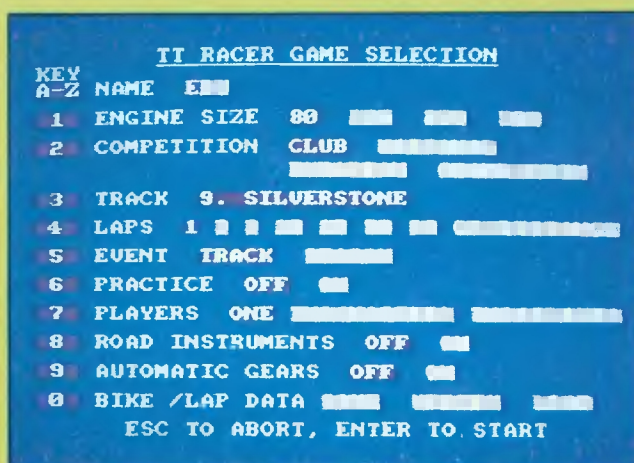 TT RACER GAME SELECTION
KEY
A-Z NAME
1 ENGINE SIZE 80
2 COMPETITION CLUB
3 TRACK 9. SILVERSTONE
4 LAPS 1
5 EVENT TRACK
6 PRACTICE OFF
7 PLAYERS ONE
8 ROAD INSTRUMENTS OFF
9 AUTOMATIC GEARS OFF
0 BIKE /LAP DATA
ESC TO ABORT, ENTER TO START